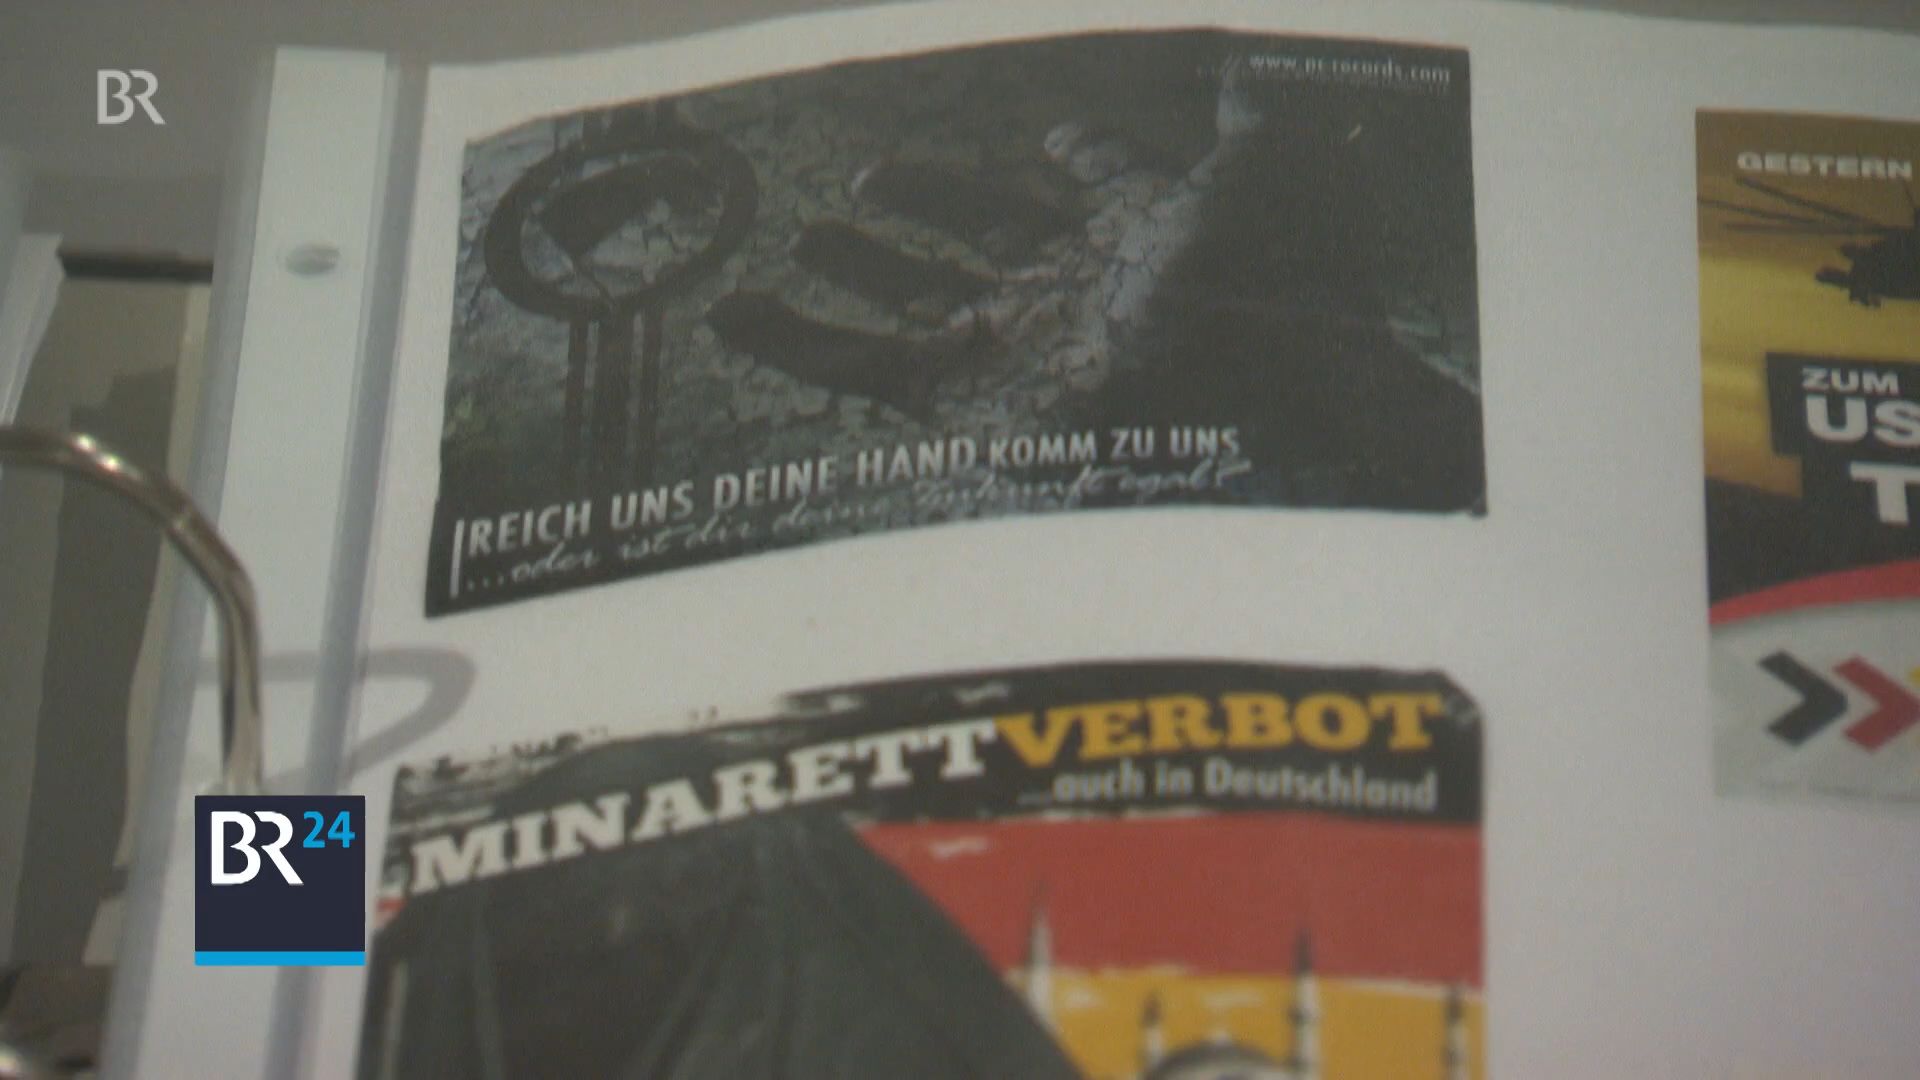 BR
www.pc-records.com
REICH UNS DEINE HAND KOMM ZU UNS
...oder ist dir deine Zukunft egal?
GESTERN
ZUM
US
T
MINARETTVERBOT
...auch in Deutschland
BR24